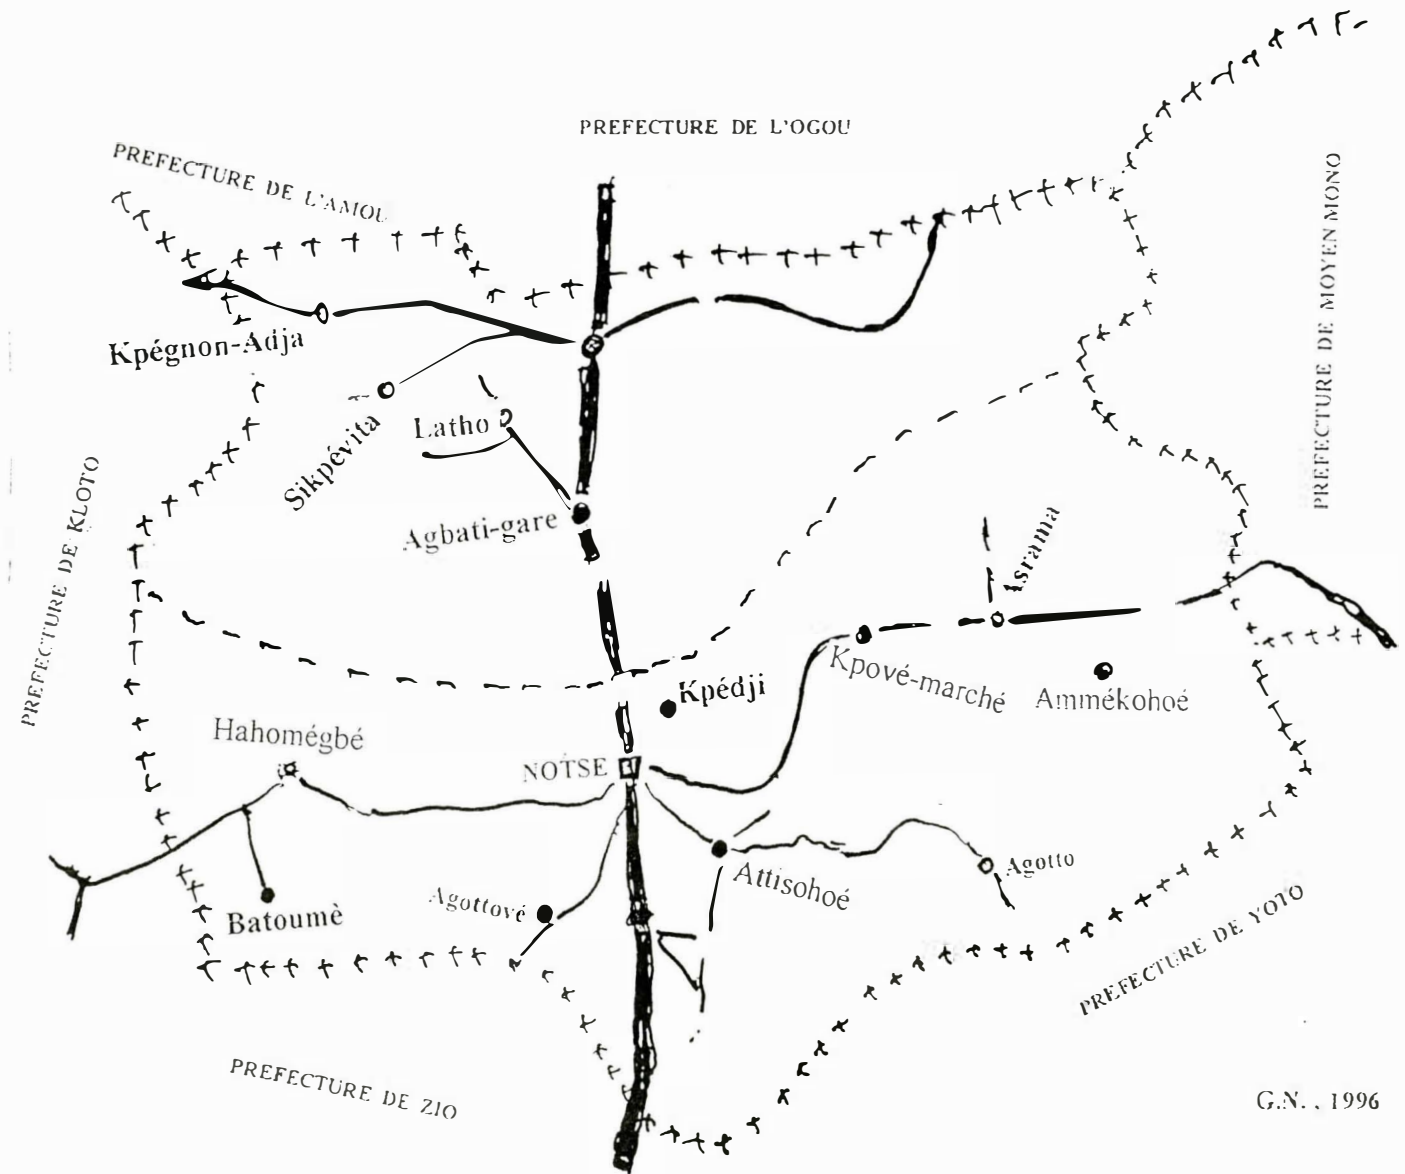 PREFECTURE DE L'OGOU
PREFECTURE DE L'AMOU
PREFECTURE DE MOYEN MONO
Kpégnon-Adja
Sikpévita
Latho
Agbati-gare
PREFECTURE DE KLOTO
Israma
Kpové-marché
Ammékohoé
Kpédji
Hahomégbé
NOTSE
Agotto
Attisohoé
Agottové
Batoumè
PREFECTURE DE YOTO
PREFECTURE DE ZIO
G.N. , 1996